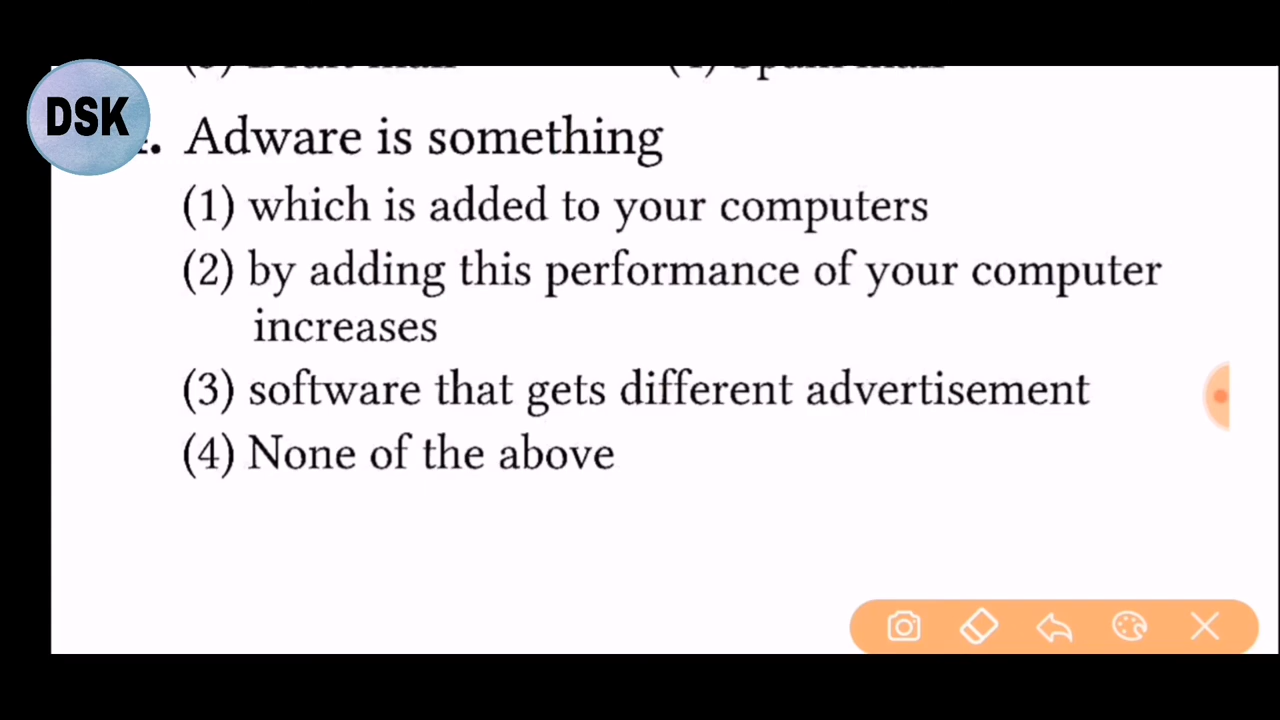 DSK
Adware is something
(1) which is added to your computers
(2) by adding this performance of your computer
increases
(3) software that gets different advertisement
(4) None of the above